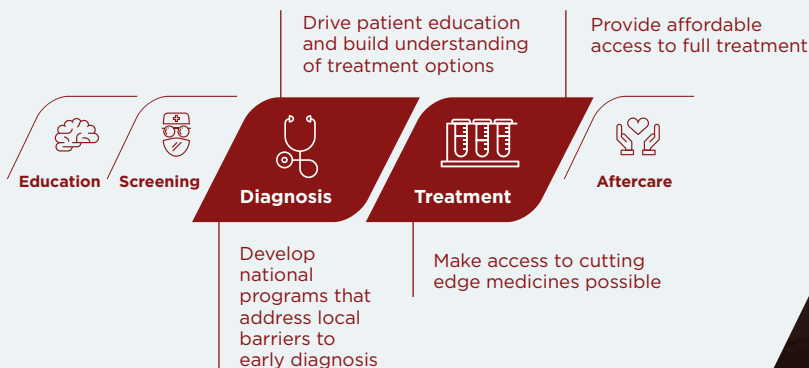 Drive patient education
and build understanding
of treatment options
Provide affordable
access to full treatment
Education
Screening
Diagnosis
Treatment
Aftercare
Develop
national
programs that
address local
barriers to
early diagnosis
Make access to cutting
edge medicines possible